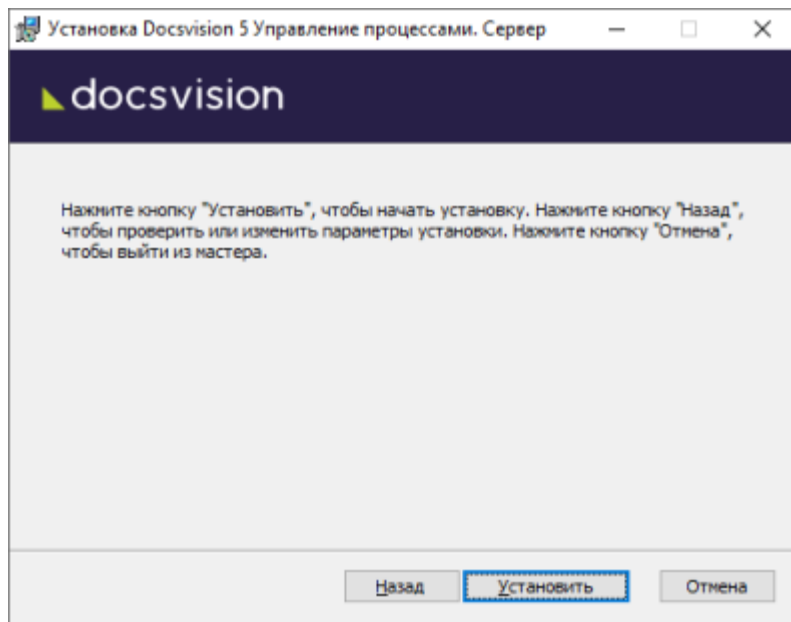 Установка Docsvision 5 Управление процессами. Сервер
docsvision
Нажмите кнопку "Установить", чтобы начать установку. Нажмите кнопку "Назад",
чтобы проверить или изменить параметры установки. Нажмите кнопку "Отмена",
чтобы выйти из мастера.
Назад Установить Отмена